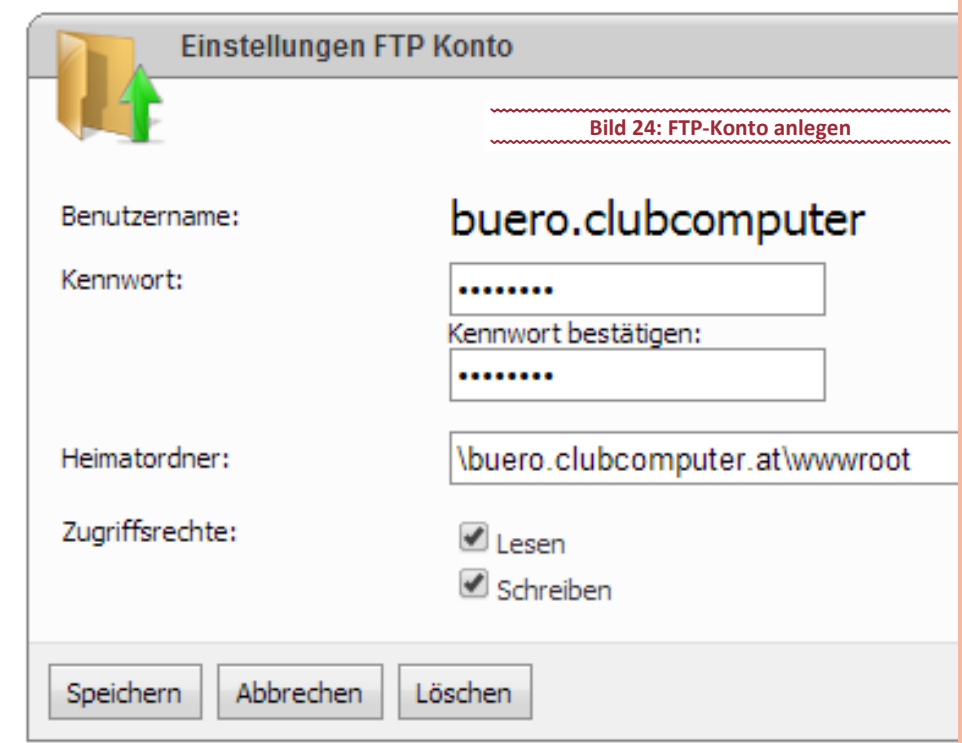 Einstellungen FTP Konto
Bild 24: FTP-Konto anlegen
Benutzername:
buero.clubcomputer
Kennwort:
••••••••
Kennwort bestätigen:
••••••••
Heimatordner:
\buero.clubcomputer.at\wwwroot
Zugriffsrechte:
Lesen
Schreiben
Speichern
Abbrechen
Löschen